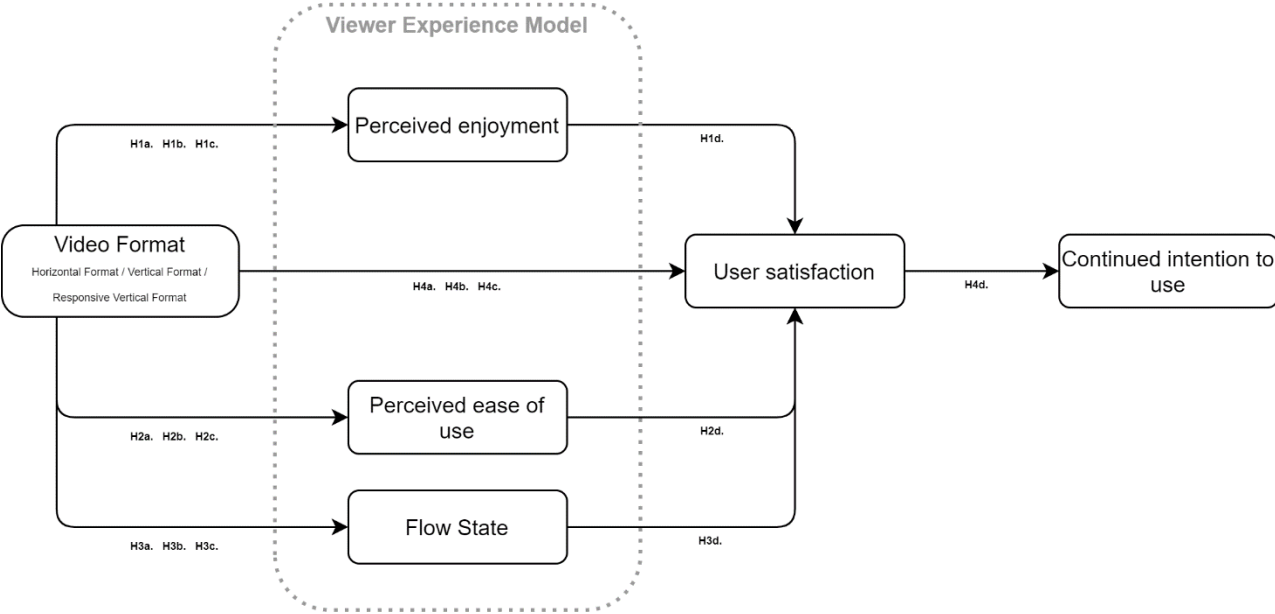 Viewer Experience Model
Perceived enjoyment
H1a. H1b. H1c.
H1d.
Video Format
Horizontal Format / Vertical Format /
Responsive Vertical Format
H4a. H4b. H4c.
User satisfaction
H4d.
Continued intention to
use
Perceived ease of
use
H2a. H2b. H2c.
H2d.
Flow State
H3a. H3b. H3c.
H3d.